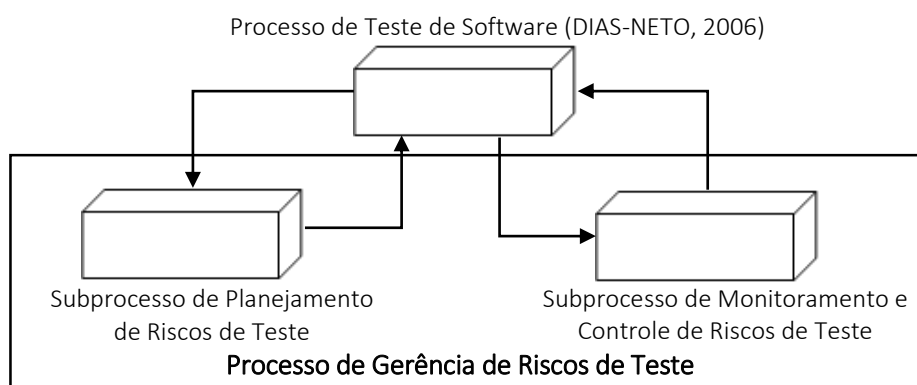 Processo de Teste de Software (DIAS-NETO, 2006)
Subprocesso de Planejamento
de Riscos de Teste
Subprocesso de Monitoramento e
Controle de Riscos de Teste
Processo de Gerência de Riscos de Teste